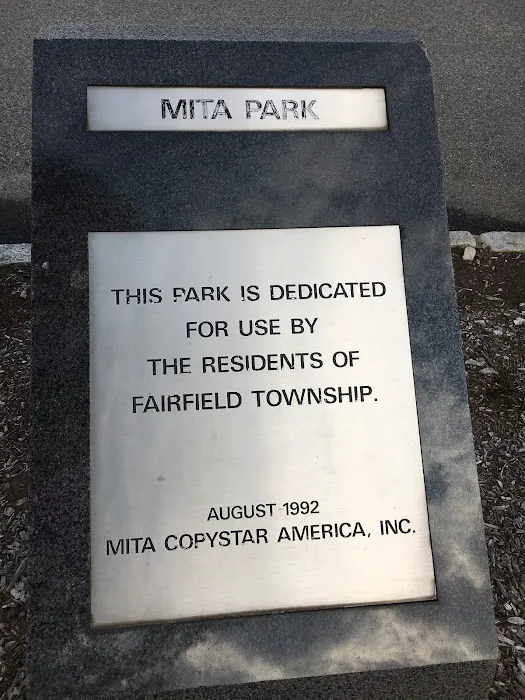 MITA PARK
THIS PARK IS DEDICATED
FOR USE BY
THE RESIDENTS OF
FAIRFIELD TOWNSHIP.
AUGUST 1992
MITA COPYSTAR AMERICA, INC.